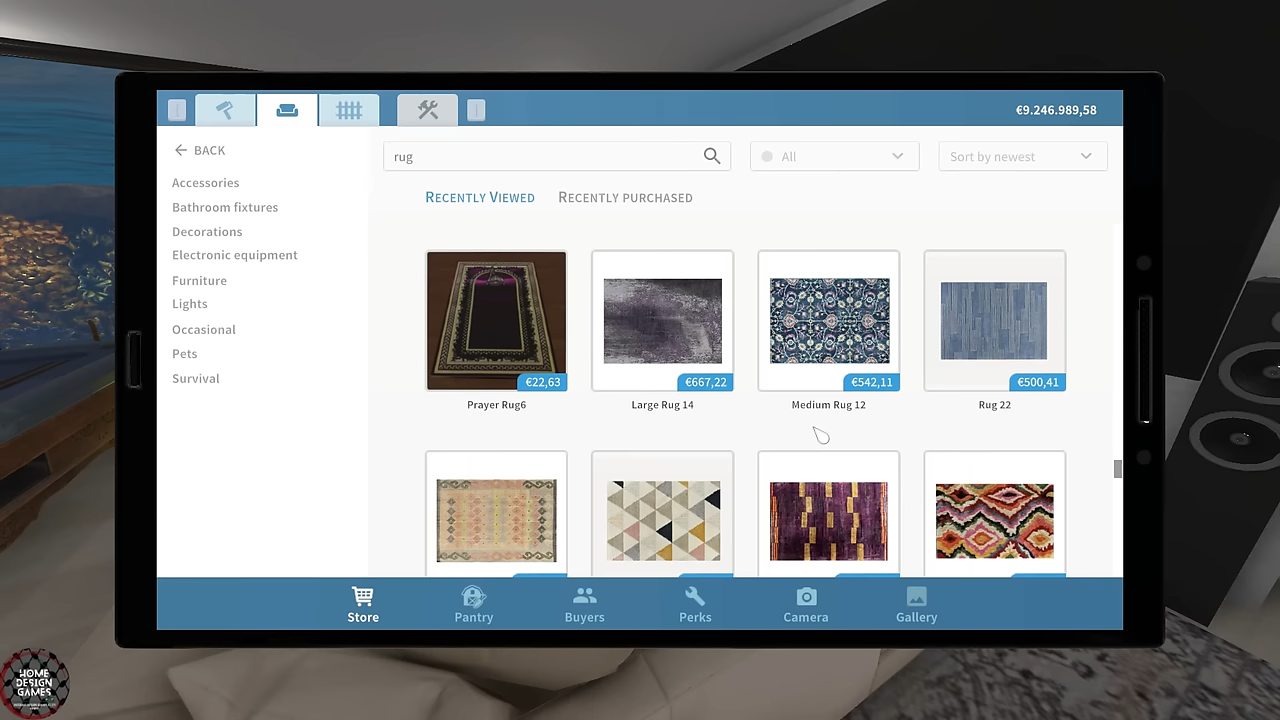 €9.246.989,58
BACK
rug
All
Sort by newest
Accessories
Bathroom fixtures
Decorations
Electronic equipment
Furniture
Lights
Occasional
Pets
Survival
RECENTLY VIEWED
RECENTLY PURCHASED
€22,63
€667,22
€542,11
€500,41
Prayer Rug6
Large Rug 14
Medium Rug 12
Rug 22
Store
Pantry
Buyers
Perks
Camera
Gallery
HOME
DESIGN
GAMES